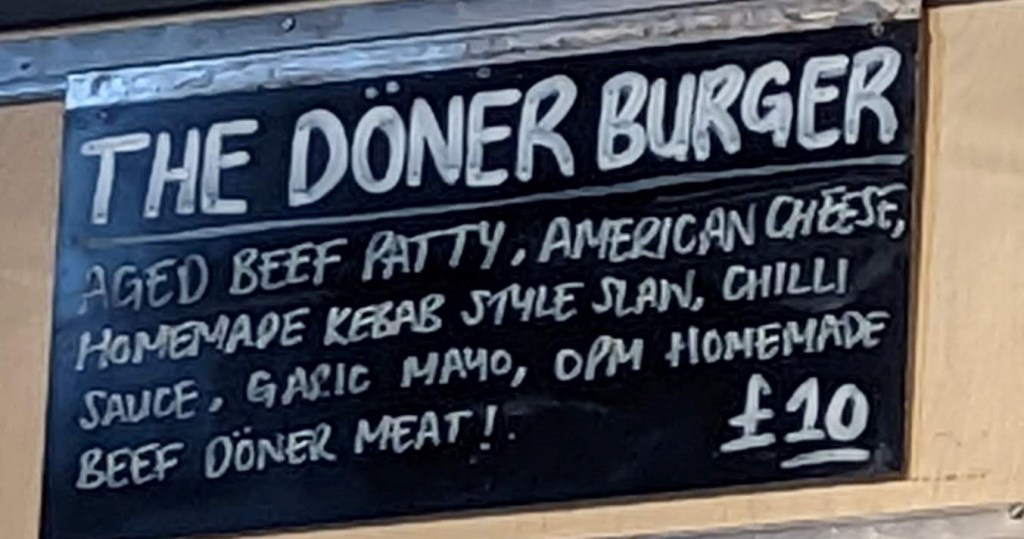 THE DÖNER BURGER
AGED BEEF PATTY, AMERICAN CHEESE,
HOMEMADE KEBAB STYLE SLAW, CHILLI
SAUCE, GARLIC MAYO, OPM HOMEMADE
BEEF DÖNER MEAT!
£10